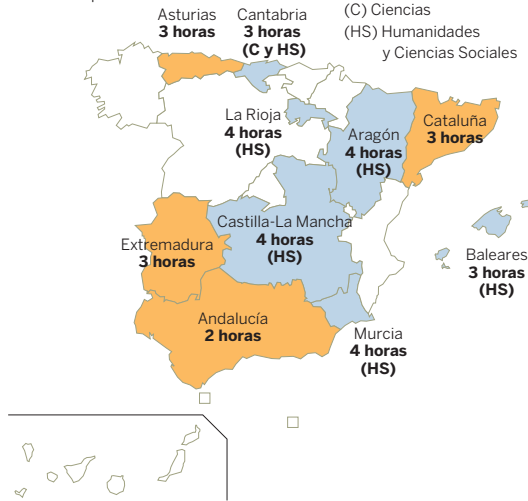 Asturias
3 horas
Cantabria
3 horas
(C y HS)
(C) Ciencias
(HS) Humanidades
y Ciencias Sociales
La Rioja
4 horas
(HS)
Aragón
4 horas
(HS)
Cataluña
3 horas
Castilla-La Mancha
4 horas
(HS)
Extremadura
3 horas
Baleares
3 horas
(HS)
Andalucía
2 horas
Murcia
4 horas
(HS)